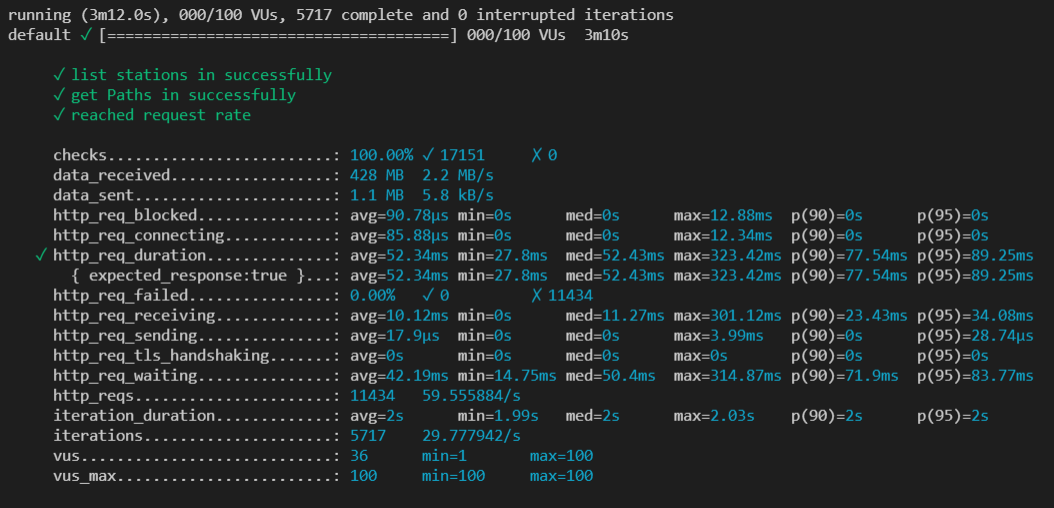 running (3m12.0s), 000/100 VUs, 5717 complete and 0 interrupted iterations
default ✓ [======================================] 000/100 VUs  3m10s
✓ list stations in successfully
✓ get Paths in successfully
✓ reached request rate
checks.........................: 100.00% ✓ 17151     ✗ 0
data_received..................: 428 MB  2.2 MB/s
data_sent......................: 1.1 MB  5.8 kB/s
http_req_blocked...............: avg=90.78µs min=0s      med=0s      max=12.88ms  p(90)=0s      p(95)=0s
http_req_connecting............: avg=85.88µs min=0s      med=0s      max=12.34ms  p(90)=0s      p(95)=0s
✓ http_req_duration..............: avg=52.34ms min=27.8ms  med=52.43ms max=323.42ms p(90)=77.54ms p(95)=89.25ms
{ expected_response:true }...: avg=52.34ms min=27.8ms  med=52.43ms max=323.42ms p(90)=77.54ms p(95)=89.25ms
http_req_failed................: 0.00%   ✓ 0         ✗ 11434
http_req_receiving.............: avg=10.12ms min=0s      med=11.27ms max=301.12ms p(90)=23.43ms p(95)=34.08ms
http_req_sending...............: avg=17.9µs  min=0s      med=0s      max=3.99ms   p(90)=0s      p(95)=28.74µs
http_req_tls_handshaking.......: avg=0s      min=0s      med=0s      max=0s       p(90)=0s      p(95)=0s
http_req_waiting...............: avg=42.19ms min=14.75ms med=50.4ms  max=314.87ms p(90)=71.9ms  p(95)=83.77ms
http_reqs......................: 11434   59.555884/s
iteration_duration.............: avg=2s      min=1.99s   med=2s      max=2.03s    p(90)=2s      p(95)=2s
iterations.....................: 5717    29.777942/s
vus............................: 36      min=1       max=100
vus_max........................: 100     min=100     max=100